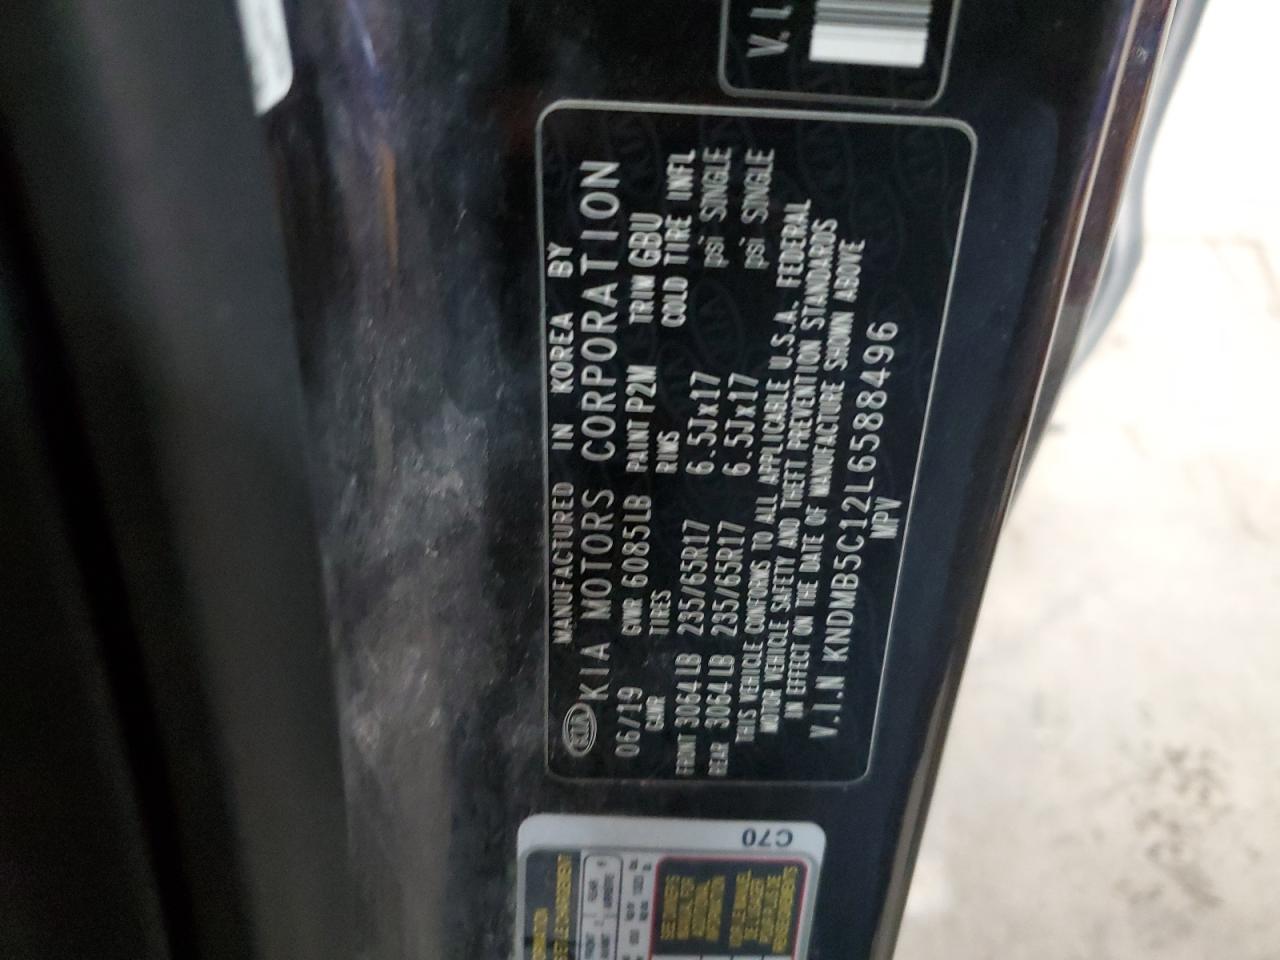 V.I.
MANUFACTURED IN KOREA BY
KIA KIA MOTORS CORPORATION
06/19 GVWR 6085LB PAINT P2M TRIM GBU
GAWR TIRES RIMS COLD TIRE INFL
FRONT 3064LB 235/65R17 6.5Jx17 psi SINGLE
REAR 3064LB 235/65R17 6.5Jx17 psi SINGLE
THIS VEHICLE CONFORMS TO ALL APPLICABLE U.S.A. FEDERAL
MOTOR VEHICLE SAFETY AND THEFT PREVENTION STANDARDS
IN EFFECT ON THE DATE OF MANUFACTURE SHOWN ABOVE
V.I.N KNDMB5C12L6588496
MPV
C70